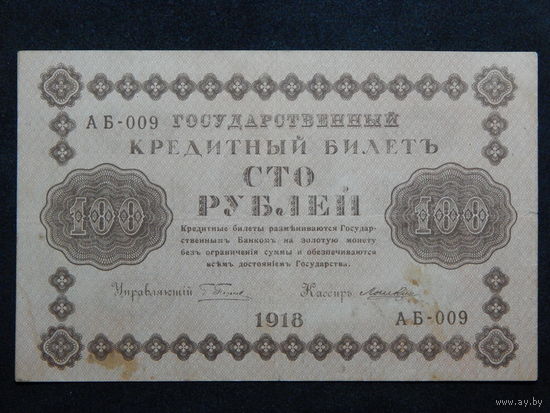 АБ-009 ГОСУДАРСТВЕННЫЙ
КРЕДИТНЫЙ БИЛЕТЪ
СТО
РУБЛЕЙ
100
100
Кредитные билеты размѣниваются Государ-
ственнымъ Банкомъ на золотую монету
безъ ограниченія суммы и обезпечиваются
всѣмъ достояніемъ Государства.
Управляющій
Кассиръ
1918
АБ-009
www.ay.by